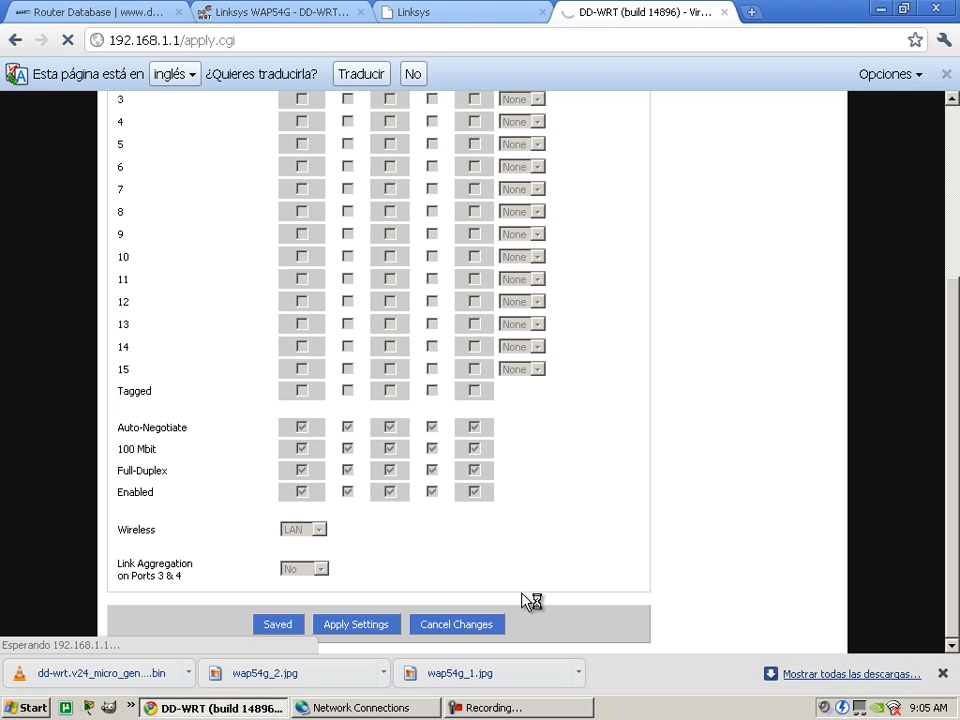 Router Database | www.d...
Linksys WAP54G - DD-WRT...
Linksys
DD-WRT (build 14896) - Vir...
192.168.1.1/apply.cgi
Esta página está en inglés ¿Quieres traducirla? Traducir No Opciones
3 None
4 None
5 None
6 None
7 None
8 None
9 None
10 None
11 None
12 None
13 None
14 None
15 None
Tagged
Auto-Negotiate
100 Mbit
Full-Duplex
Enabled
Wireless LAN
Link Aggregation
on Ports 3 & 4 No
Saved Apply Settings Cancel Changes
Esperando 192.168.1.1...
dd-wrt.v24_micro_gen....bin wap54g_2.jpg wap54g_1.jpg Mostrar todas las descargas...
Start DD-WRT (build 14896... Network Connections Recording... 9:05 AM